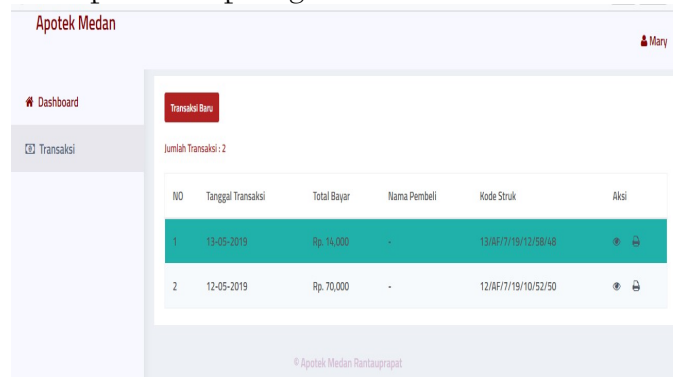 Apotek Medan
Mary
Dashboard
Transaksi Baru
Transaksi
Jumlah Transaksi : 2
NO Tanggal Transaksi Total Bayar Nama Pembeli Kode Struk Aksi
1 13-05-2019 Rp. 14,000 - 13/AF/7/19/12/58/48
2 12-05-2019 Rp. 70,000 - 12/AF/7/19/10/52/50
© Apotek Medan Rantauprapat